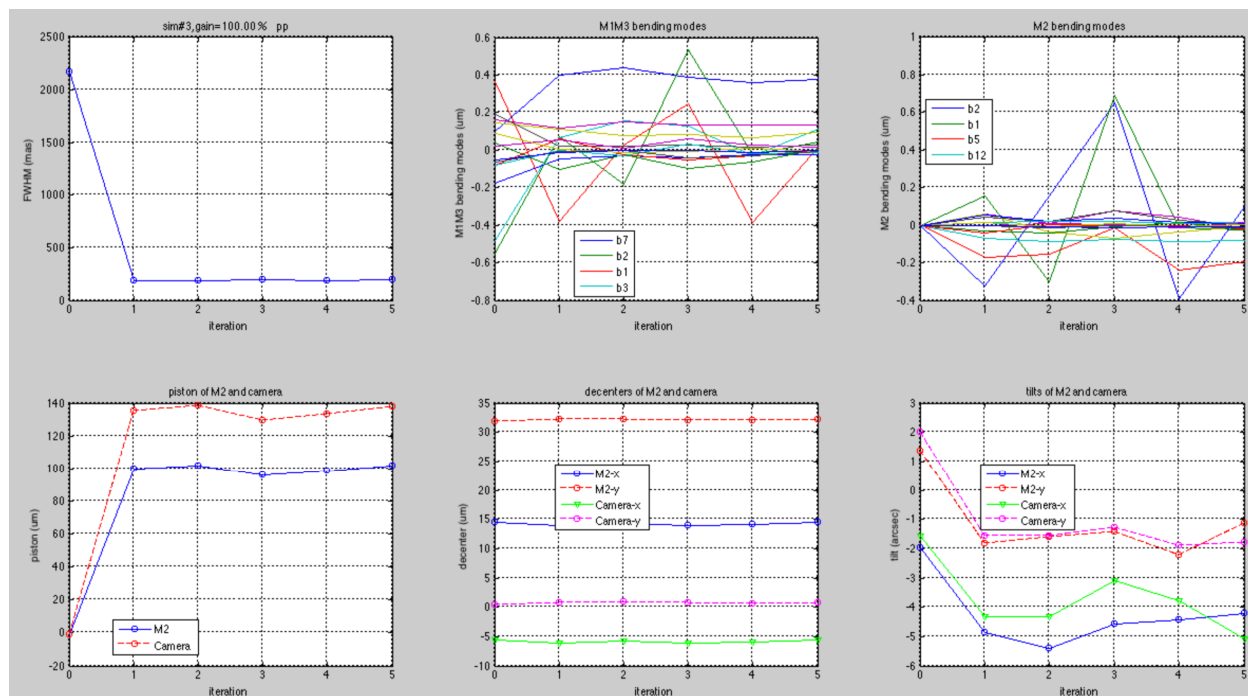 sim#3,gain=100.00% pp
2500
2000
1500
1000
500
0
FWHM (mas)
0 1 2 3 4 5
iteration
M1M3 bending modes
0.6
0.4
0.2
0
-0.2
-0.4
-0.6
-0.8
M1M3 bending modes (um)
b7
b2
b1
b3
0 1 2 3 4 5
iteration
M2 bending modes
1
0.8
0.6
0.4
0.2
0
-0.2
-0.4
M2 bending modes (um)
b2
b1
b5
b12
0 1 2 3 4 5
iteration
piston of M2 and camera
140
120
100
80
60
40
20
0
-20
piston (um)
M2
Camera
0 1 2 3 4 5
iteration
decenters of M2 and camera
35
30
25
20
15
10
5
0
-5
-10
decenter (um)
M2-x
M2-y
Camera-x
Camera-y
0 1 2 3 4 5
iteration
tilts of M2 and camera
3
2
1
0
-1
-2
-3
-4
-5
-6
tilt (arcsec)
M2-x
M2-y
Camera-x
Camera-y
0 1 2 3 4 5
iteration